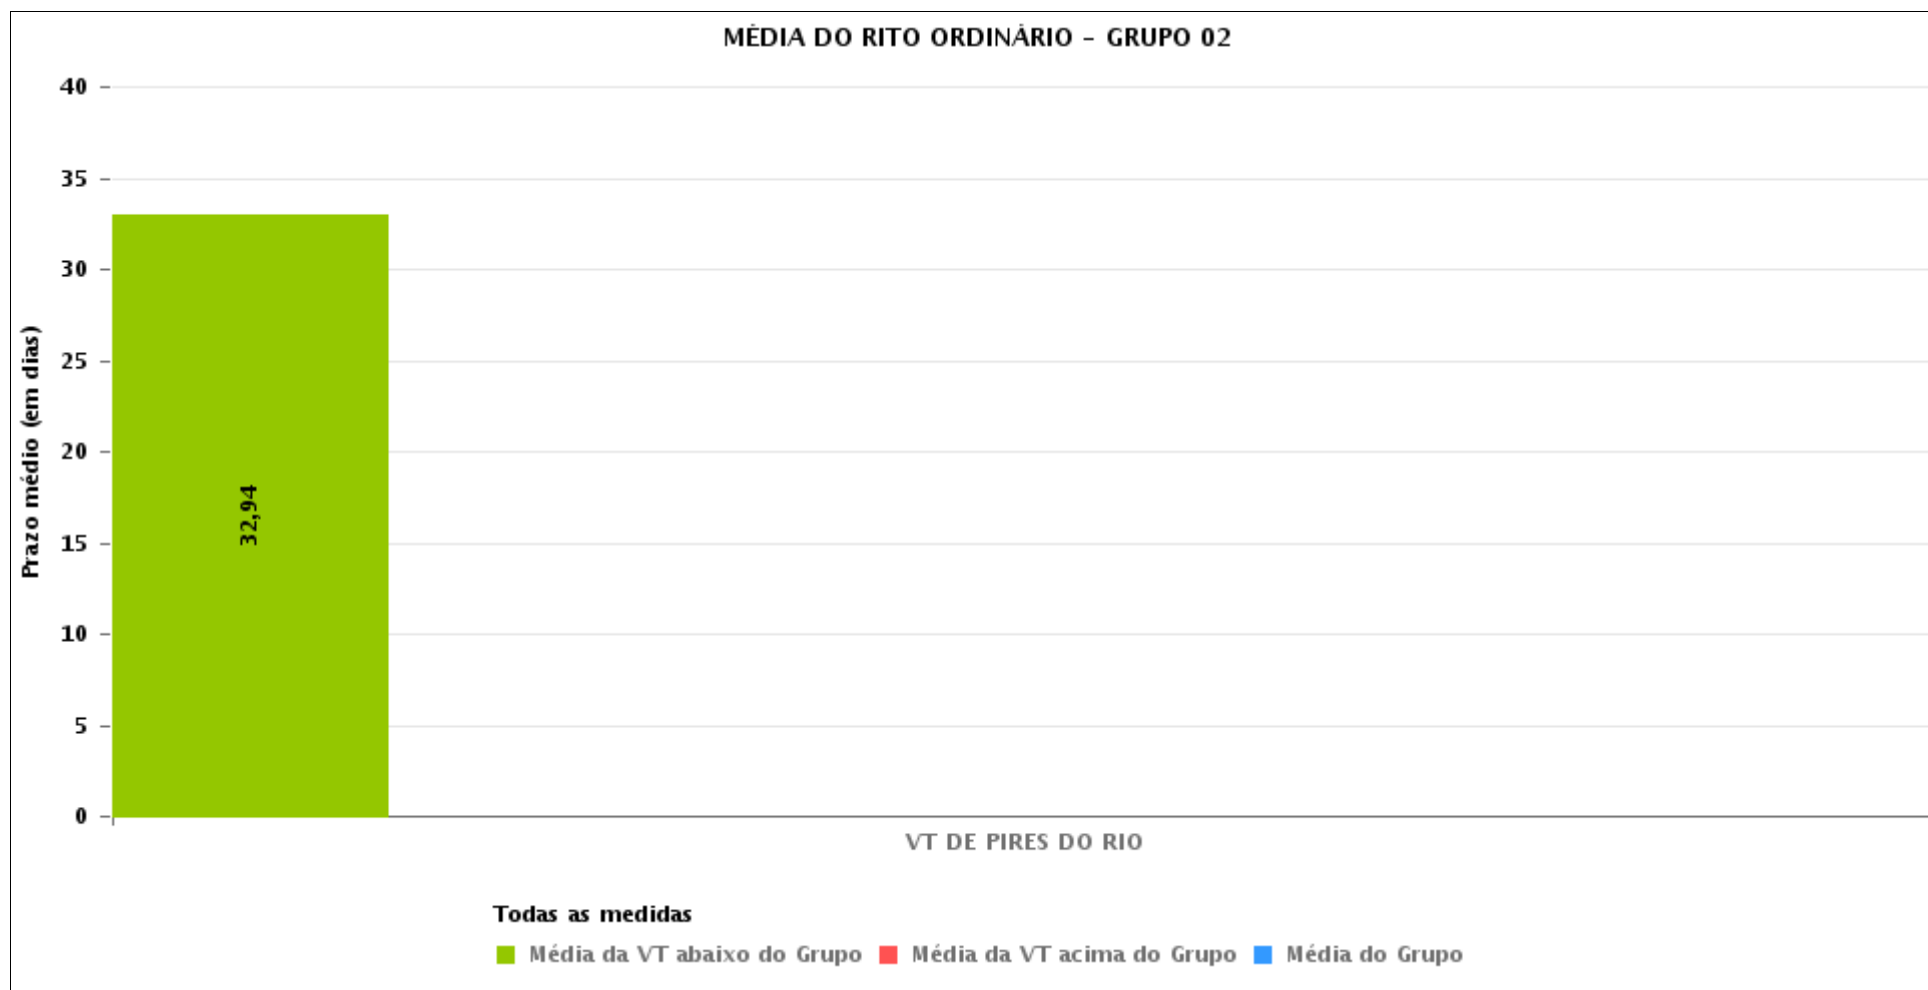 MÉDIA DO RITO ORDINÁRIO - GRUPO 02
Prazo médio (em dias)
40
35
30
25
20
15
10
5
0
32,94
VT DE PIRES DO RIO
Todas as medidas
Média da VT abaixo do Grupo
Média da VT acima do Grupo
Média do Grupo